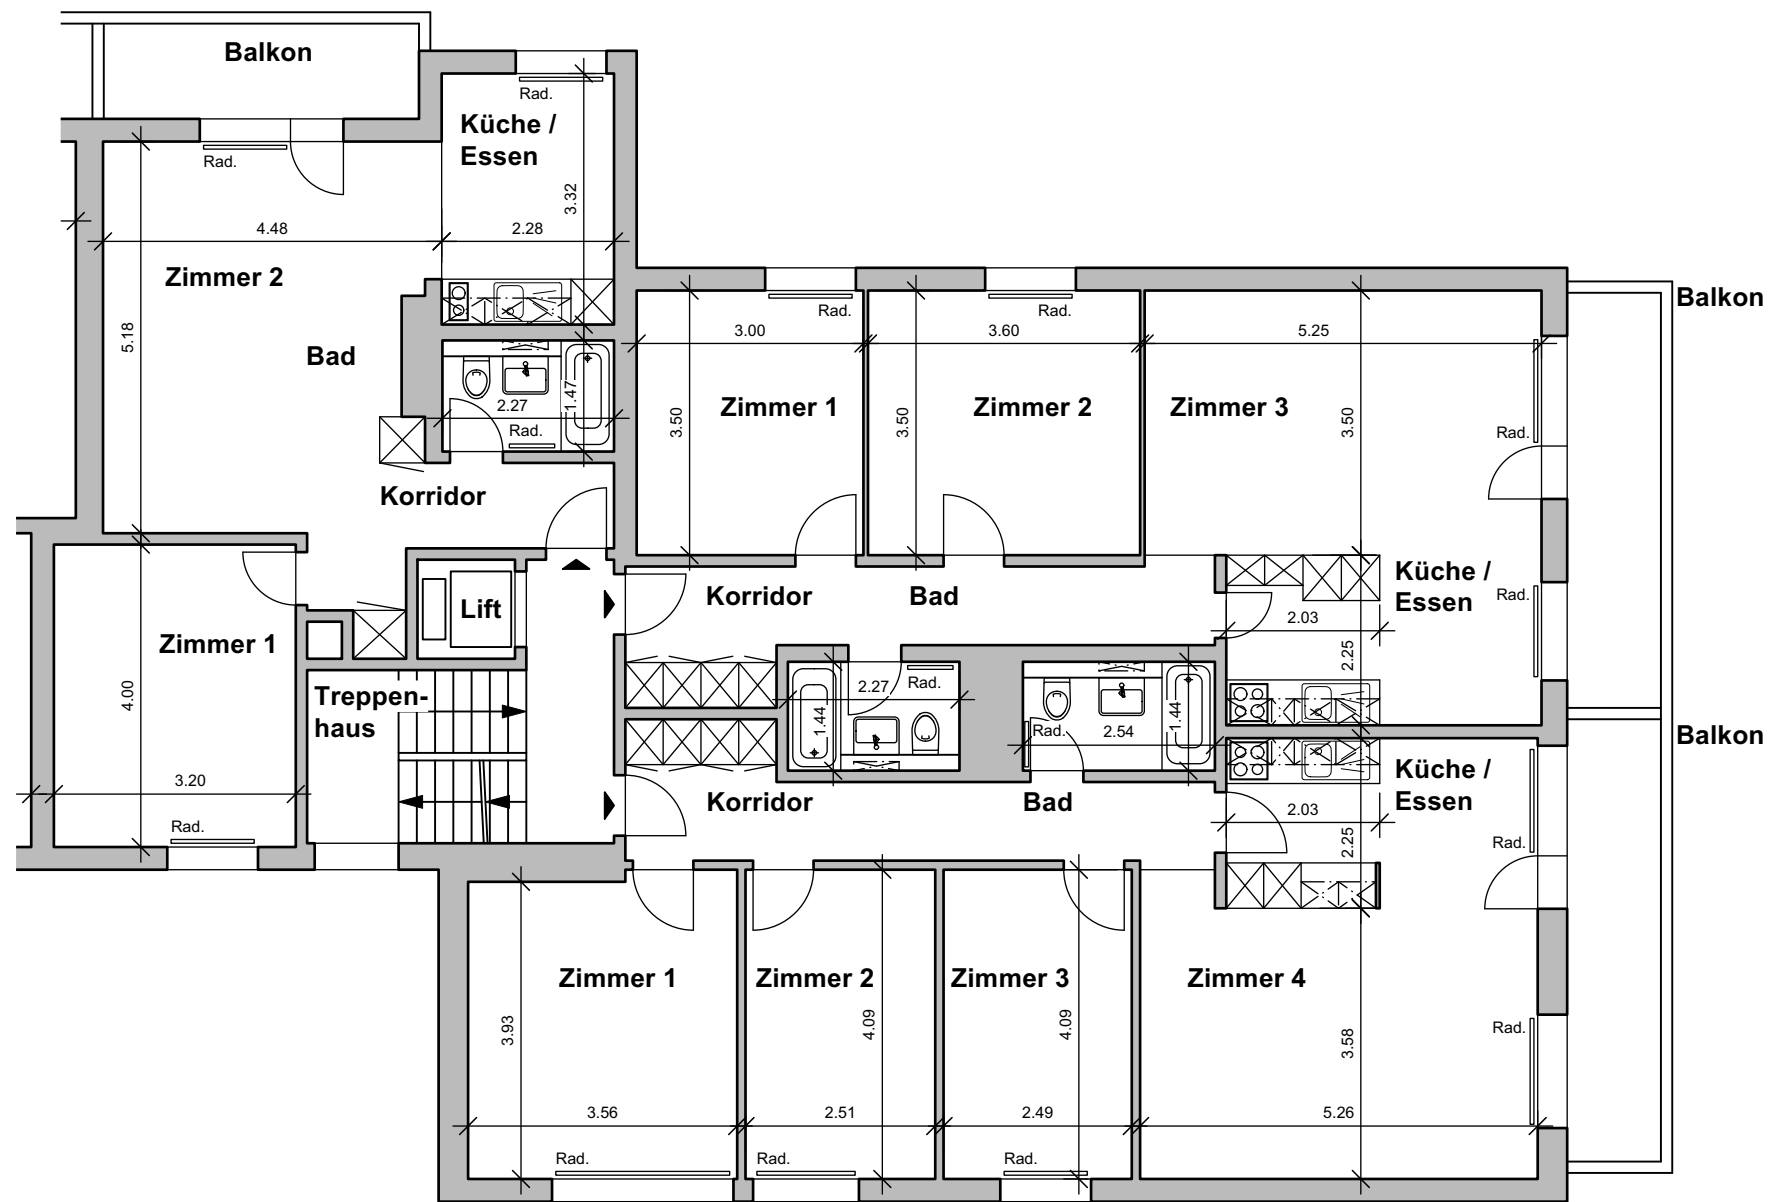 Balkon
Rad.
Küche /
Essen
Rad.
3.32
4.48
2.28
Zimmer 2
5.18
Bad
2.27
1.47
Rad.
Korridor
Rad.
3.00
3.50
Zimmer 1
Rad.
3.60
3.50
Zimmer 2
5.25
Zimmer 3
3.50
Rad.
Balkon
Lift
Zimmer 1
4.00
3.20
Rad.
Treppen-
haus
Korridor
Bad
Küche /
Essen
Rad.
2.03
2.25
2.27
Rad.
1.44
Rad.
2.54
1.44
Balkon
Korridor
Bad
Küche /
Essen
2.03
2.25
Rad.
Zimmer 1
3.93
3.56
Rad.
Zimmer 2
4.09
2.51
Rad.
Zimmer 3
4.09
2.49
Rad.
Zimmer 4
3.58
5.26
Rad.